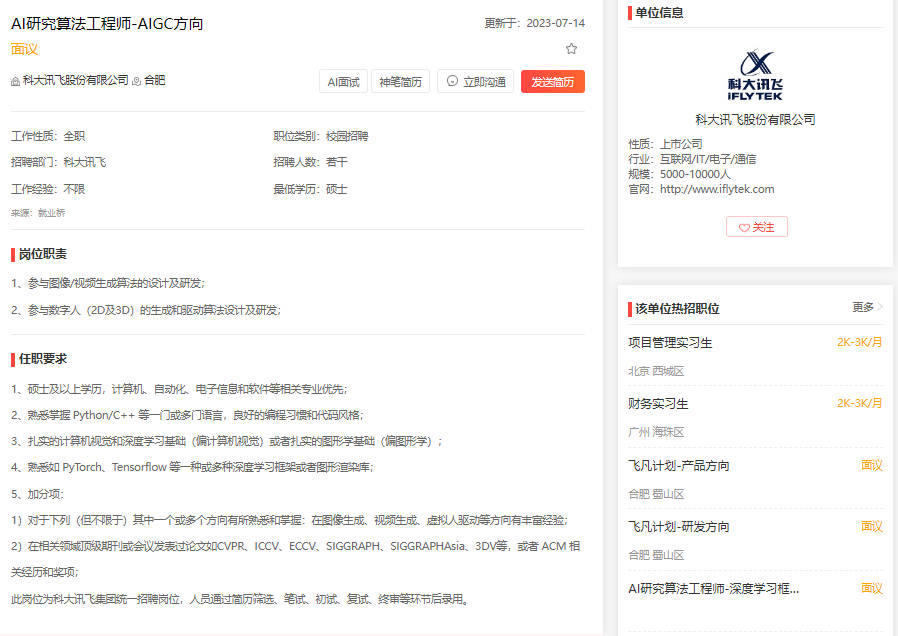 AI研究算法工程师-AIGC方向
更新于：2023-07-14
面议
科大讯飞股份有限公司 合肥
AI面试 神笔简历 立即沟通 发送简历
工作性质：全职 职位类别：校园招聘
招聘部门：科大讯飞 招聘人数：若干
工作经验：不限 最低学历：硕士
来源：就业桥
岗位职责
1、参与图像/视频生成算法的设计及研发；
2、参与数字人（2D及3D）的生成和驱动算法设计及研发；
任职要求
1、硕士及以上学历，计算机、自动化、电子信息和软件等相关专业优先；
2、熟悉掌握 Python/C++ 等一门或多门语言，良好的编程习惯和代码风格；
3、扎实的计算机视觉和深度学习基础（偏计算机视觉）或者扎实的图形学基础（偏图形学）；
4、熟悉如 PyTorch、Tensorflow 等一种或多种深度学习框架或者图形渲染库；
5、加分项：
1）对于下列（但不限于）其中一个或多个方向有所熟悉和掌握：在图像生成、视频生成、虚拟人驱动等方向有丰富经验；
2）在相关领域顶级期刊或会议发表过论文如CVPR、ICCV、ECCV、SIGGRAPH、SIGGRAPHAsia、3DV等，或者 ACM 相
关经历和奖项；
此岗位为科大讯飞集团统一招聘岗位，人员通过简历筛选、笔试、初试、复试、终审等环节后录用。
单位信息
科大讯飞
iFLYTEK
科大讯飞股份有限公司
性质：上市公司
行业：互联网/IT/电子/通信
规模：5000-10000人
官网：http://www.iflytek.com
关注
该单位热招职位 更多
项目管理实习生 2K-3K/月
北京 西城区
财务实习生 2K-3K/月
广州 海珠区
飞凡计划-产品方向 面议
合肥 蜀山区
飞凡计划-研发方向 面议
合肥 蜀山区
AI研究算法工程师-深度学习框... 面议